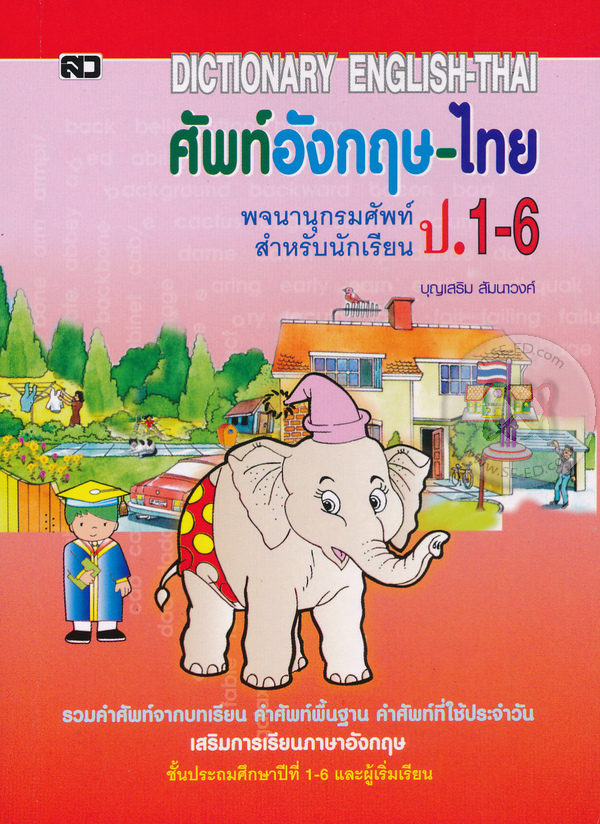 สว
DICTIONARY ENGLISH-THAI
ศัพท์อังกฤษ-ไทย
พจนานุกรมศัพท์
สำหรับนักเรียน ป.1-6
บุญเสริม สัมนาวงศ์
www.SE-ED.com
รวมคำศัพท์จากบทเรียน คำศัพท์พื้นฐาน คำศัพท์ที่ใช้ประจำวัน
เสริมการเรียนภาษาอังกฤษ
ชั้นประถมศึกษาปีที่ 1-6 และผู้เริ่มเรียน